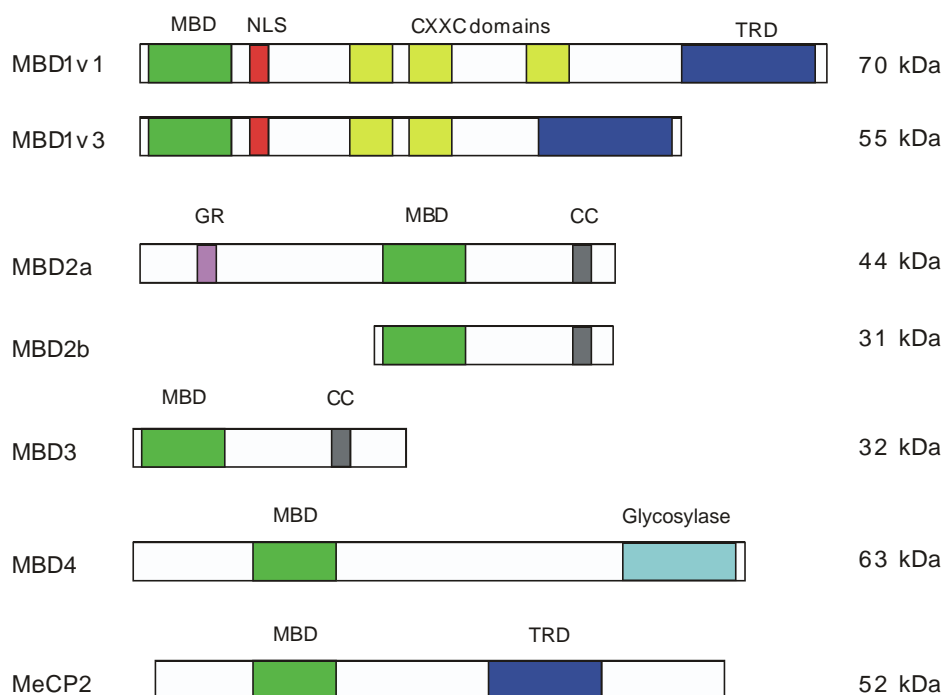 MBD NLS CXXC domains TRD
MBD1v1 70 kDa
MBD1v3 55 kDa
GR MBD CC
MBD2a 44 kDa
MBD2b 31 kDa
MBD CC
MBD3 32 kDa
MBD Glycosylase
MBD4 63 kDa
MBD TRD
MeCP2 52 kDa